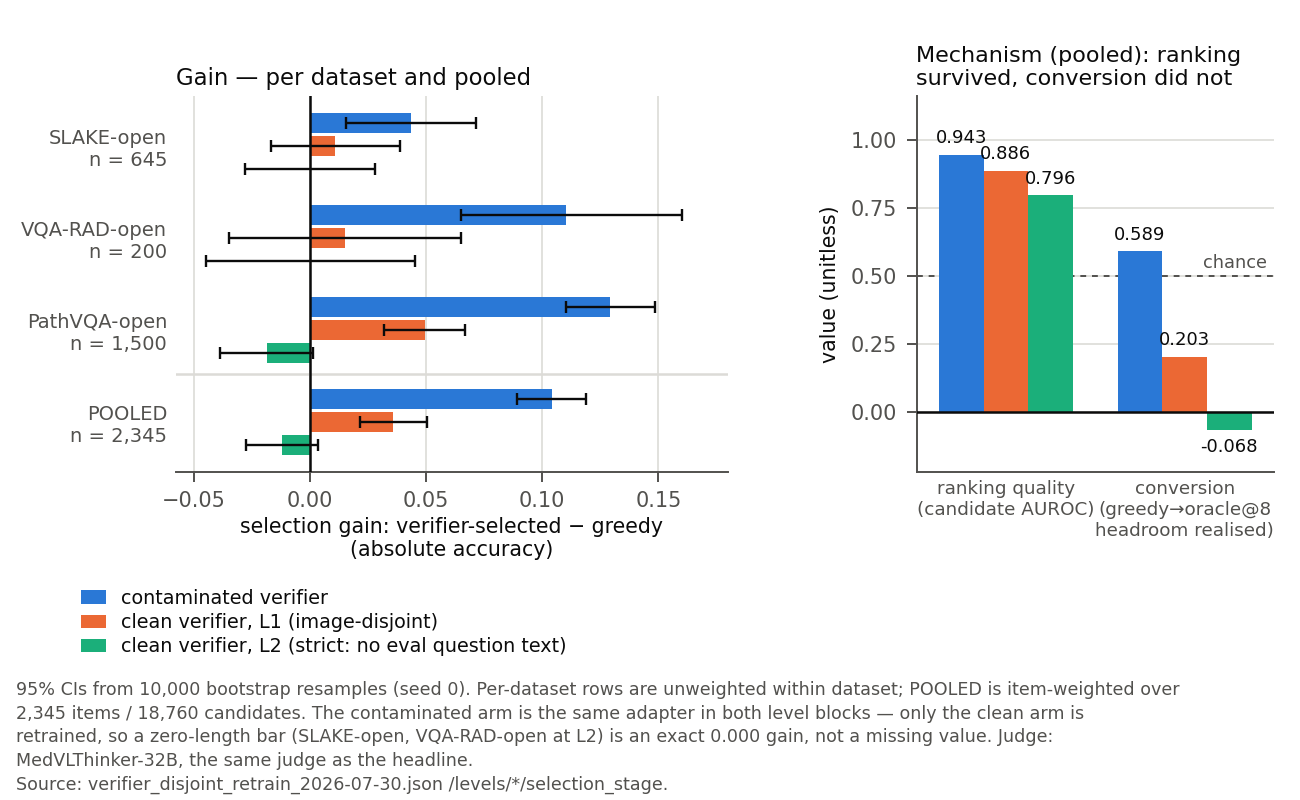 Gain — per dataset and pooled
SLAKE-open
n = 645
VQA-RAD-open
n = 200
PathVQA-open
n = 1,500
POOLED
n = 2,345
−0.05
0.00
0.05
0.10
0.15
selection gain: verifier-selected − greedy
(absolute accuracy)
Mechanism (pooled): ranking
survived, conversion did not
value (unitless)
1.00
0.75
0.50
0.25
0.00
0.943
0.886
0.796
0.589
chance
0.203
-0.068
ranking quality
(candidate AUROC)
conversion
(greedy→oracle@8
headroom realised)
contaminated verifier
clean verifier, L1 (image-disjoint)
clean verifier, L2 (strict: no eval question text)
95% CIs from 10,000 bootstrap resamples (seed 0). Per-dataset rows are unweighted within dataset; POOLED is item-weighted over
2,345 items / 18,760 candidates. The contaminated arm is the same adapter in both level blocks — only the clean arm is
retrained, so a zero-length bar (SLAKE-open, VQA-RAD-open at L2) is an exact 0.000 gain, not a missing value. Judge:
MedVLThinker-32B, the same judge as the headline.
Source: verifier_disjoint_retrain_2026-07-30.json /levels/*/selection_stage.